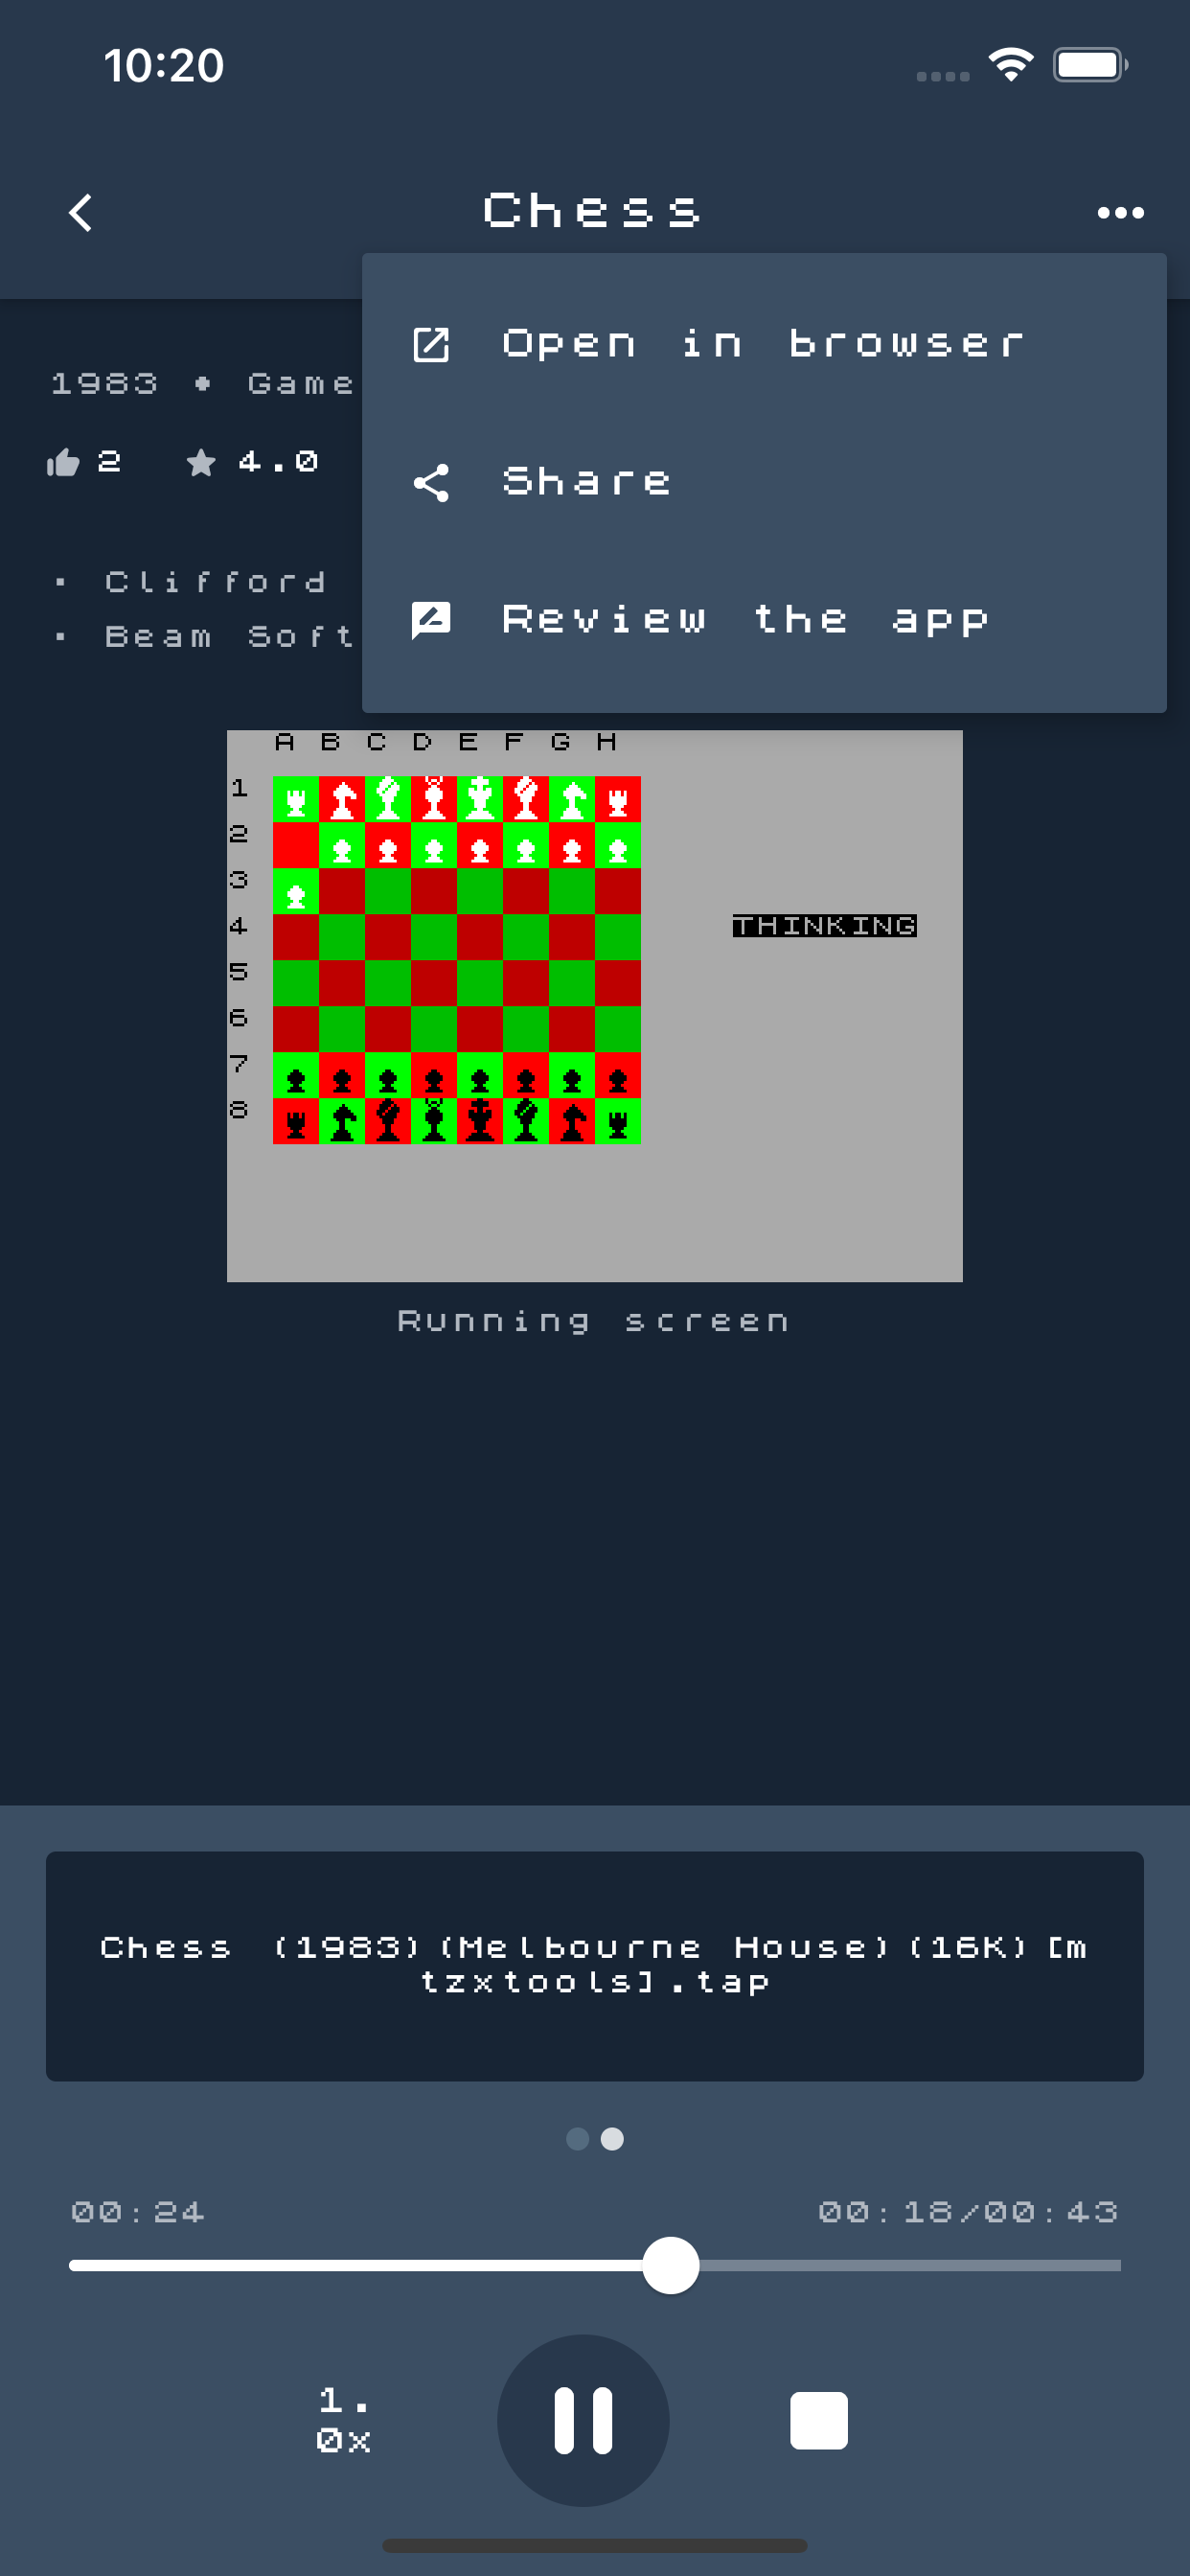 10:20
Chess
Open in browser
Share
Review the app
1983 • Game
2 4.0
▪ Clifford
▪ Beam Soft
A B C D E F G H
1
2
3
4
THINKING
5
6
7
8
Running screen
Chess (1983)(Melbourne House)(16K)[m
tzxtools].tap
00:24 00:18/00:43
1.
0x